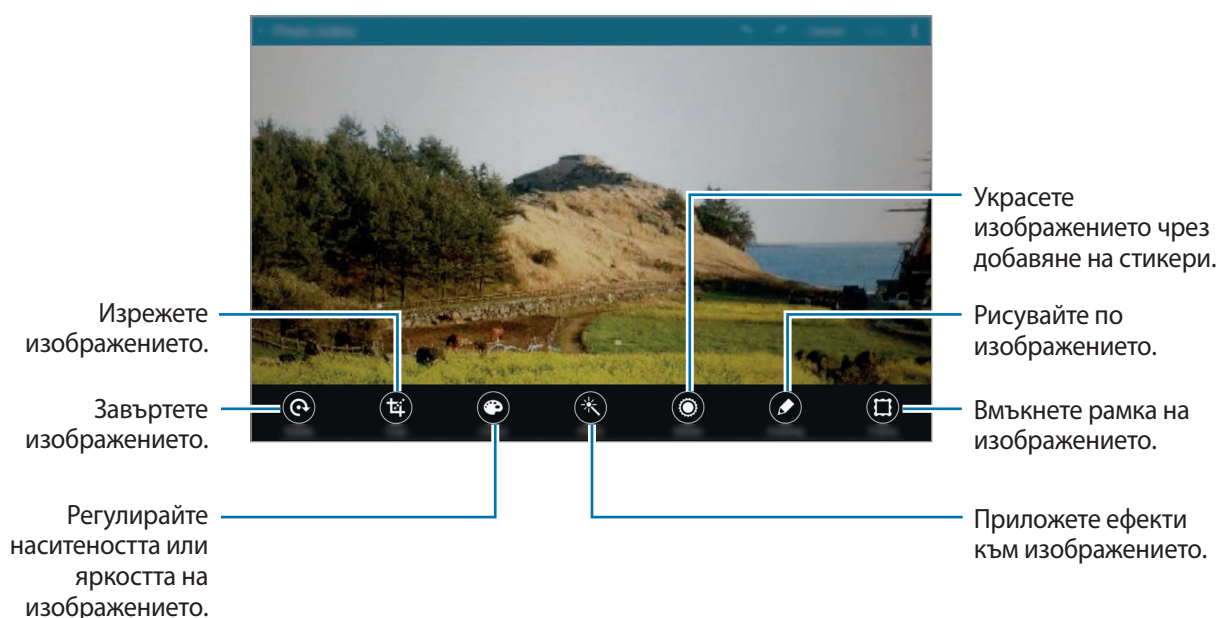 Украсете
изображението чрез
добавяне на стикери.
Изрежете
изображението.
Рисувайте по
изображението.
Завъртете
изображението.
Вмъкнете рамка на
изображението.
Регулирайте
наситеността или
яркостта на
изображението.
Приложете ефекти
към изображението.